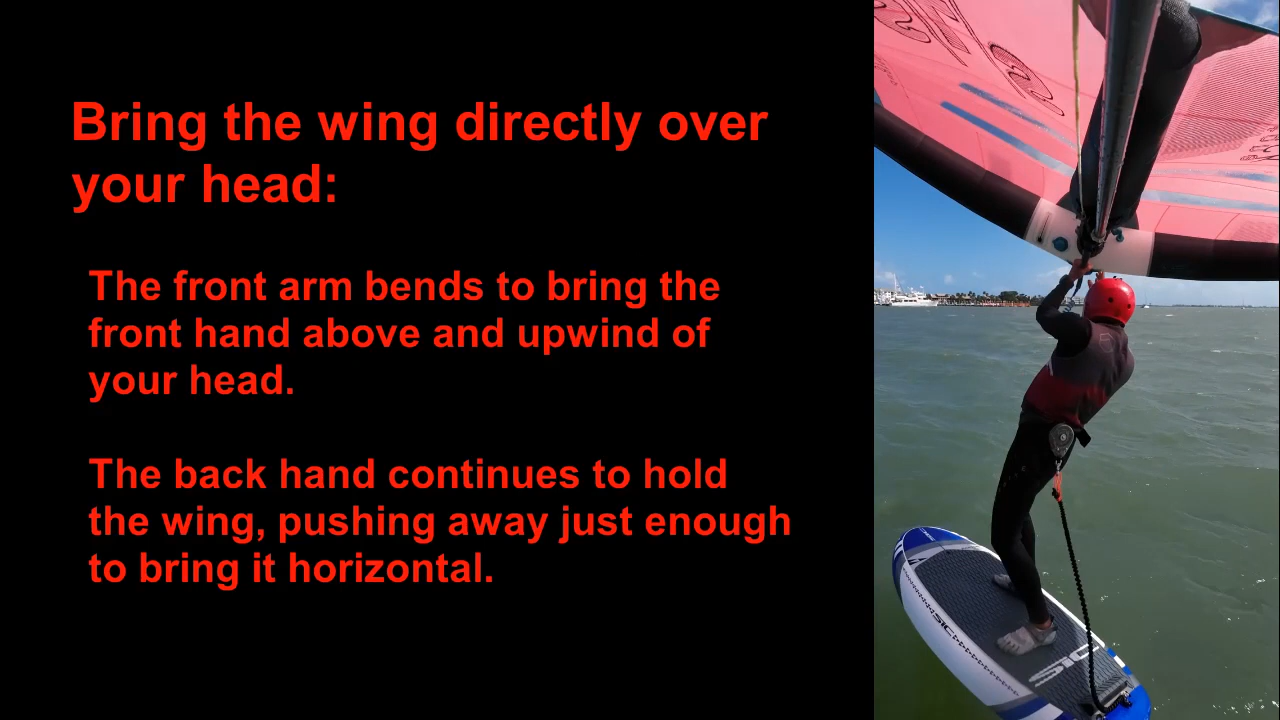 Bring the wing directly over
your head:
The front arm bends to bring the
front hand above and upwind of
your head.
The back hand continues to hold
the wing, pushing away just enough
to bring it horizontal.
SIC
SIC